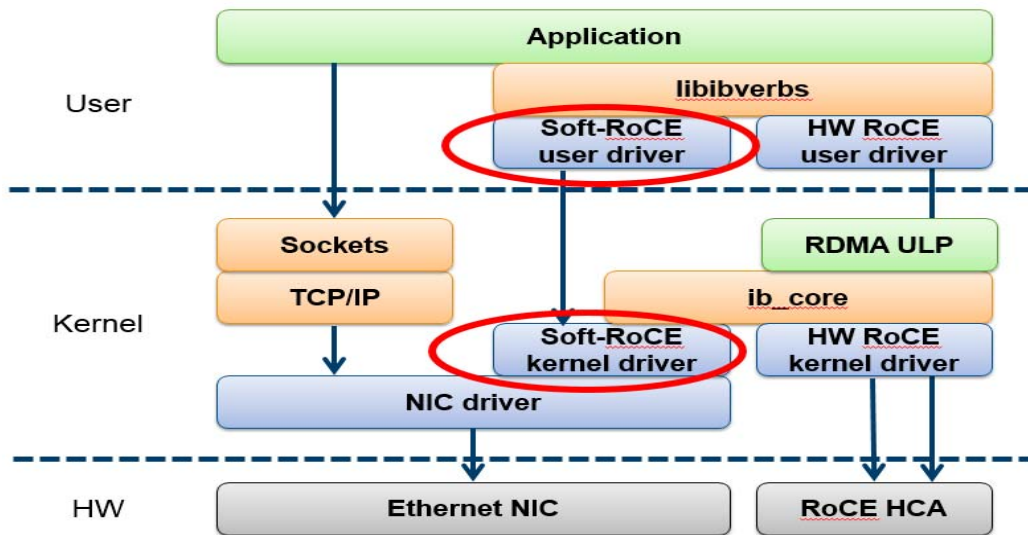 Application
User
libibverbs
Soft-RoCE
user driver
HW RoCE
user driver
Sockets
RDMA ULP
TCP/IP
ib_core
Kernel
Soft-RoCE
kernel driver
HW RoCE
kernel driver
NIC driver
HW
Ethernet NIC
RoCE HCA